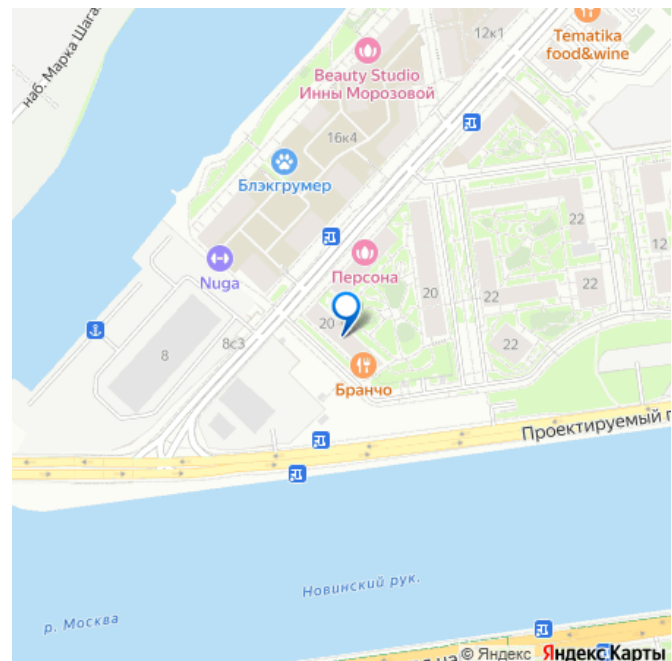 12к1
Tematika
food&wine
наб. Марка Шага
Beauty Studio
Инны Морозовой
16к4
Блэкгрумер
Nuga
Персона
22
22
12
20
22
20
22
8с3
8
Бранчо
Проектируемый п
Новинский рук.
р. Москва
© Яндекс Яндекс Карты